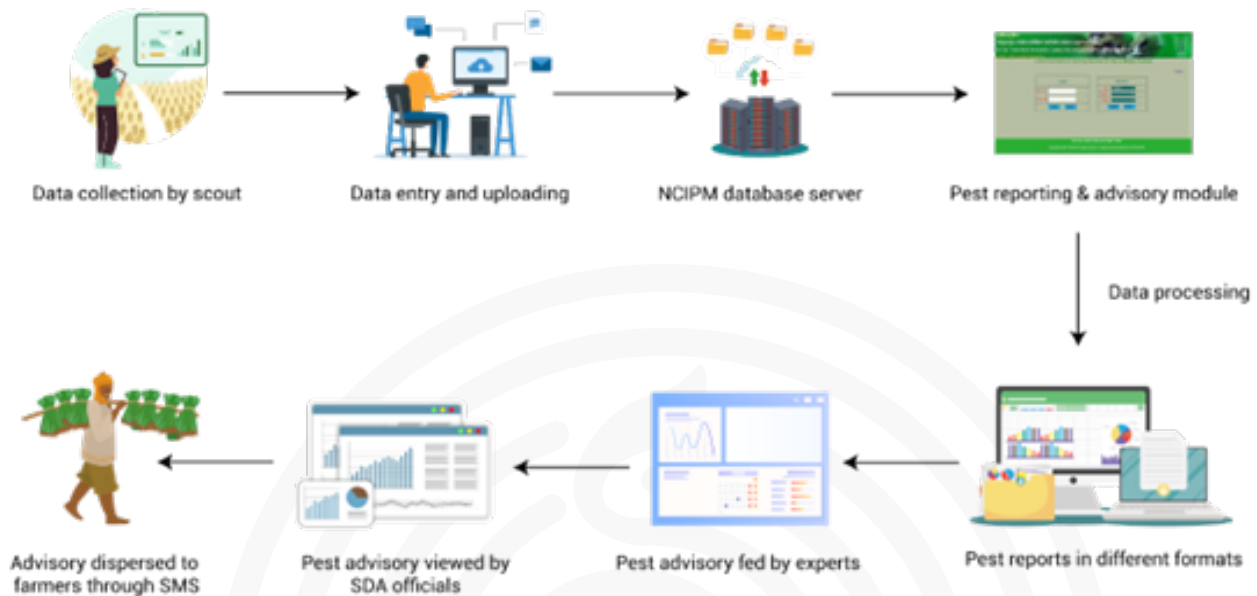 Data collection by scout
Data entry and uploading
NCIPM database server
Pest reporting & advisory module
Data processing
Pest reports in different formats
Pest advisory fed by experts
Pest advisory viewed by
SDA officials
Advisory dispersed to
farmers through SMS